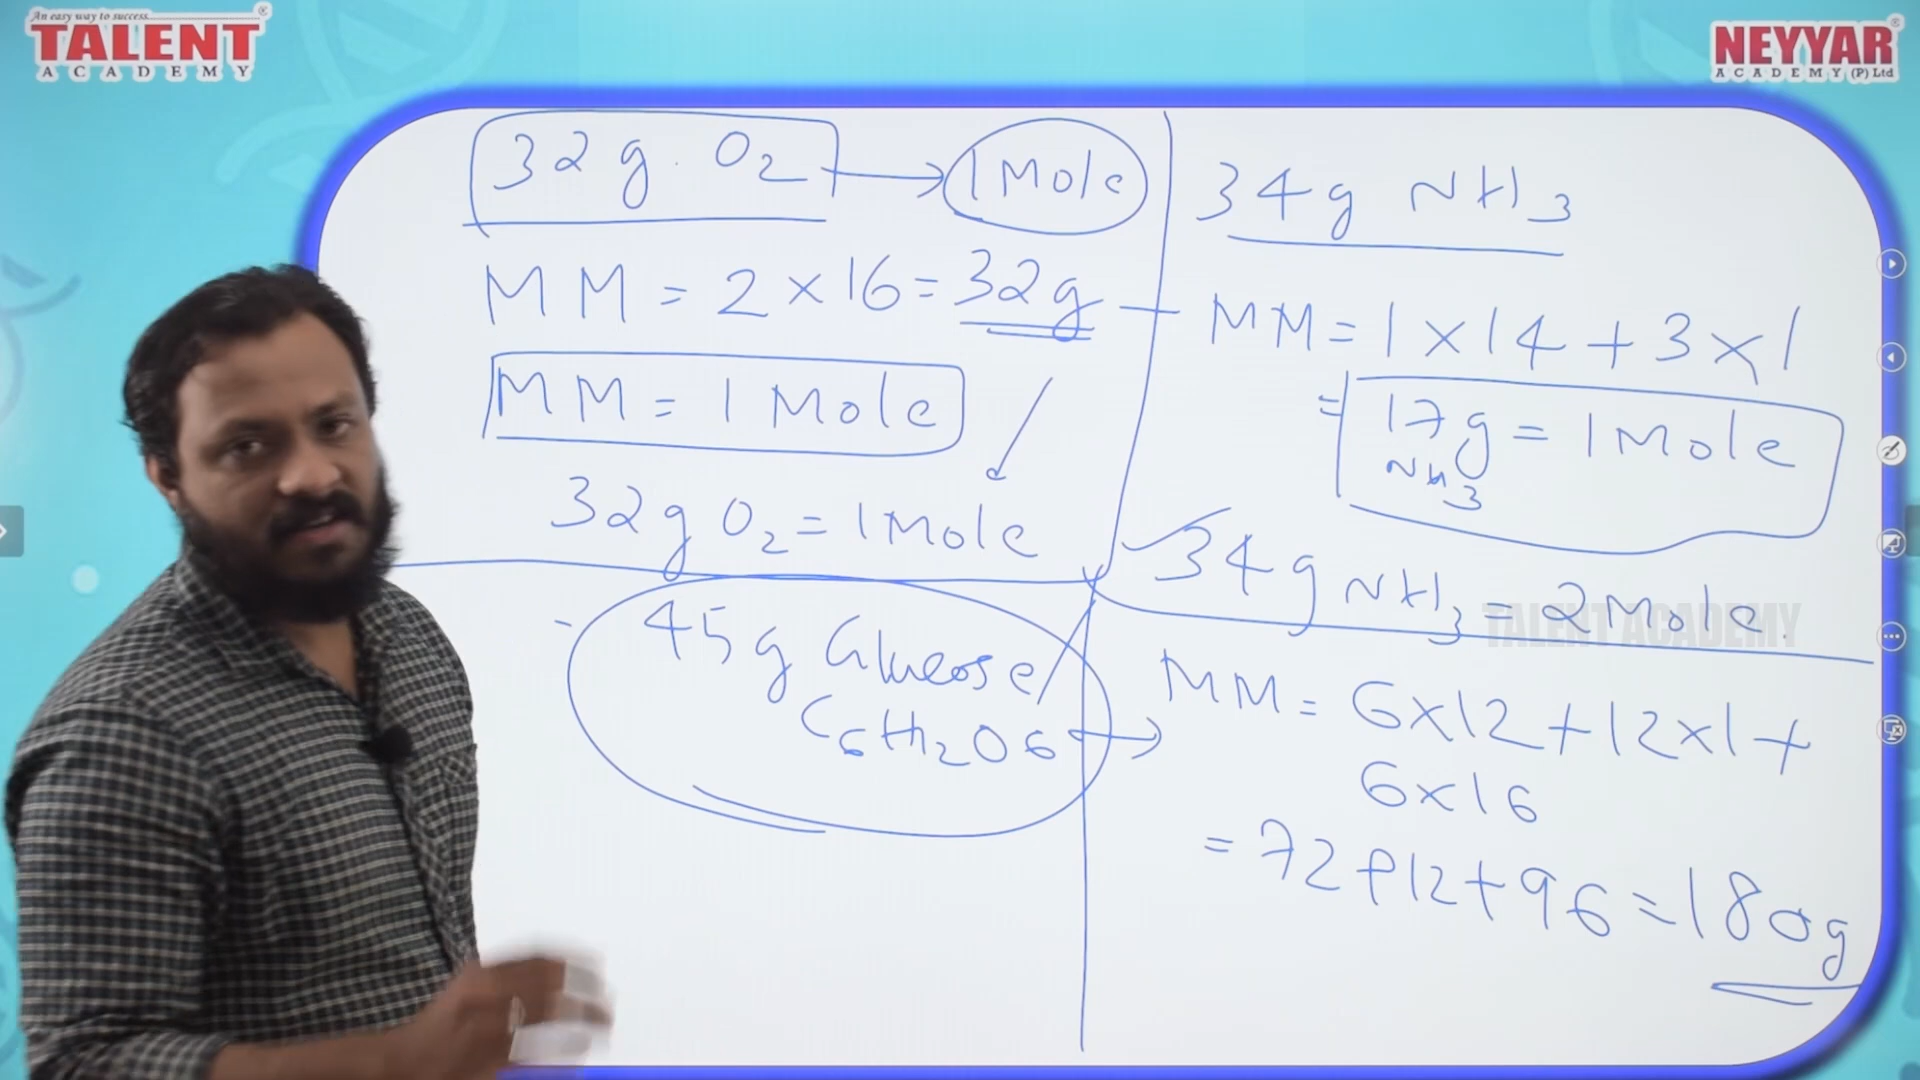 An easy way to success......
TALENT
ACADEMY
NEYYAR
ACADEMY (P) Ltd
32 g. O2 → 1 Mole
MM = 2 × 16 = 32g
MM = 1 Mole
32g O2 = 1 Mole
34g NH3
MM = 1 × 14 + 3 × 1
= 17g = 1 Mole
NH3
34g NH3 = 2 Mole.
TALENT ACADEMY
45g Glucose
C6H12O6 →
MM = 6×12 + 12×1 +
6×16
= 72 + 12 + 96 = 180g